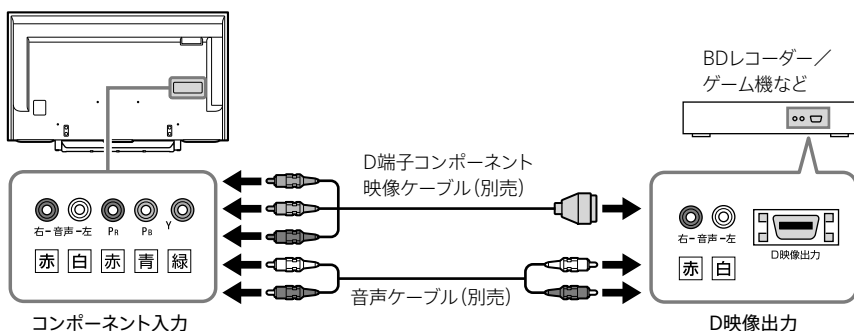 BDレコーダー／
ゲーム機など
D端子コンポーネント
映像ケーブル（別売）
右－音声－左 PR PB Y
赤 白 赤 青 緑
コンポーネント入力
音声ケーブル（別売）
右－音声－左
D映像出力
赤 白
D映像出力